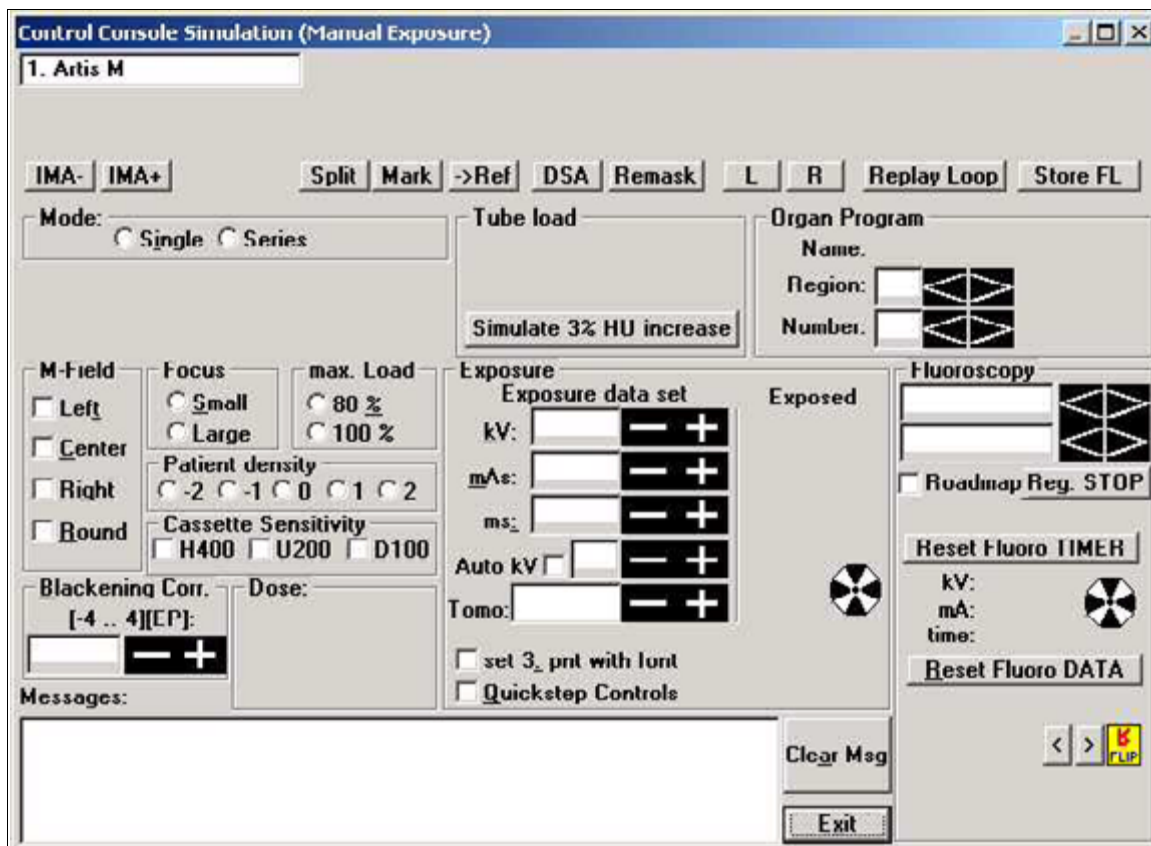 Control Console Simulation (Manual Exposure)
1. Artis M
IMA- IMA+ Split Mark ->Ref DSA Remask L R Replay Loop Store FL
Mode:
Single Series
Tube load
Simulate 3% HU increase
Organ Program
Name.
Region:
Number.
M-Field
Left
Center
Right
Round
Focus
Small
Large
max. Load
80 %
100 %
Patient density
-2 -1 0 1 2
Cassette Sensitivity
H400 U200 D100
Blackening Corr.
[-4 .. 4][EP]:
Dose:
Exposure
Exposure data set
Exposed
kV:
mAs:
ms:
Auto kV
Tomo:
set 3. pnt with font
Quickstep Controls
Fluoroscopy
Roadmap Reg. STOP
Reset Fluoro TIMER
kV:
mA:
time:
Reset Fluoro DATA
< > R
FLIP
Messages:
Clear Msg
Exit